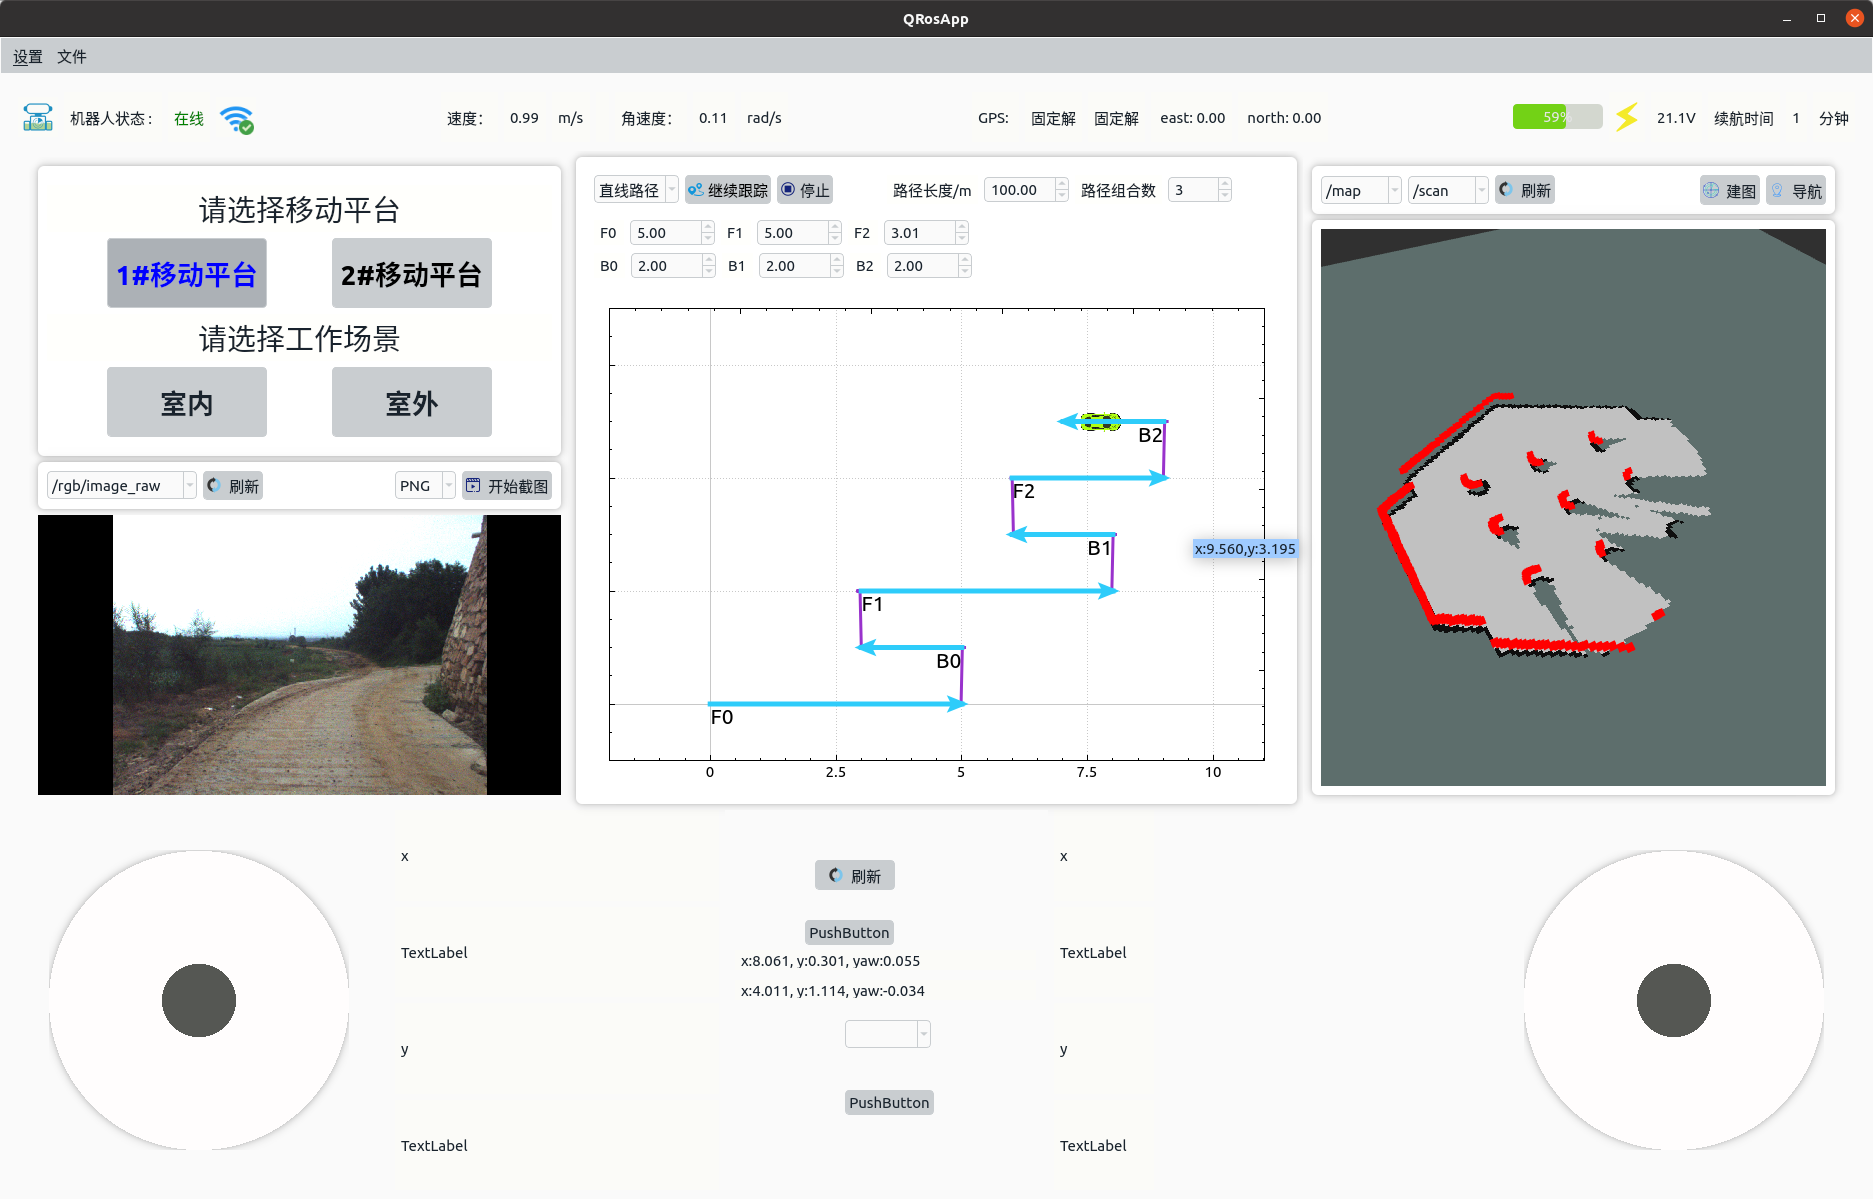 QRosApp
设置 文件
机器人状态: 在线 速度: 0.99 m/s 角速度: 0.11 rad/s GPS: 固定解 固定解 east: 0.00 north: 0.00 59% 21.1V 续航时间 1 分钟
请选择移动平台
1#移动平台 2#移动平台
请选择工作场景
室内 室外
/rgb/image_raw 刷新 PNG 开始截图
直线路径 继续跟踪 停止 路径长度/m 100.00 路径组合数 3
F0 5.00 F1 5.00 F2 3.01
B0 2.00 B1 2.00 B2 2.00
B2
F2
B1
x:9.560,y:3.195
F1
B0
F0
0 2.5 5 7.5 10
/map /scan 刷新 建图 导航
x
TextLabel
y
TextLabel
刷新
PushButton
x:8.061, y:0.301, yaw:0.055
x:4.011, y:1.114, yaw:-0.034
PushButton
x
TextLabel
y
TextLabel